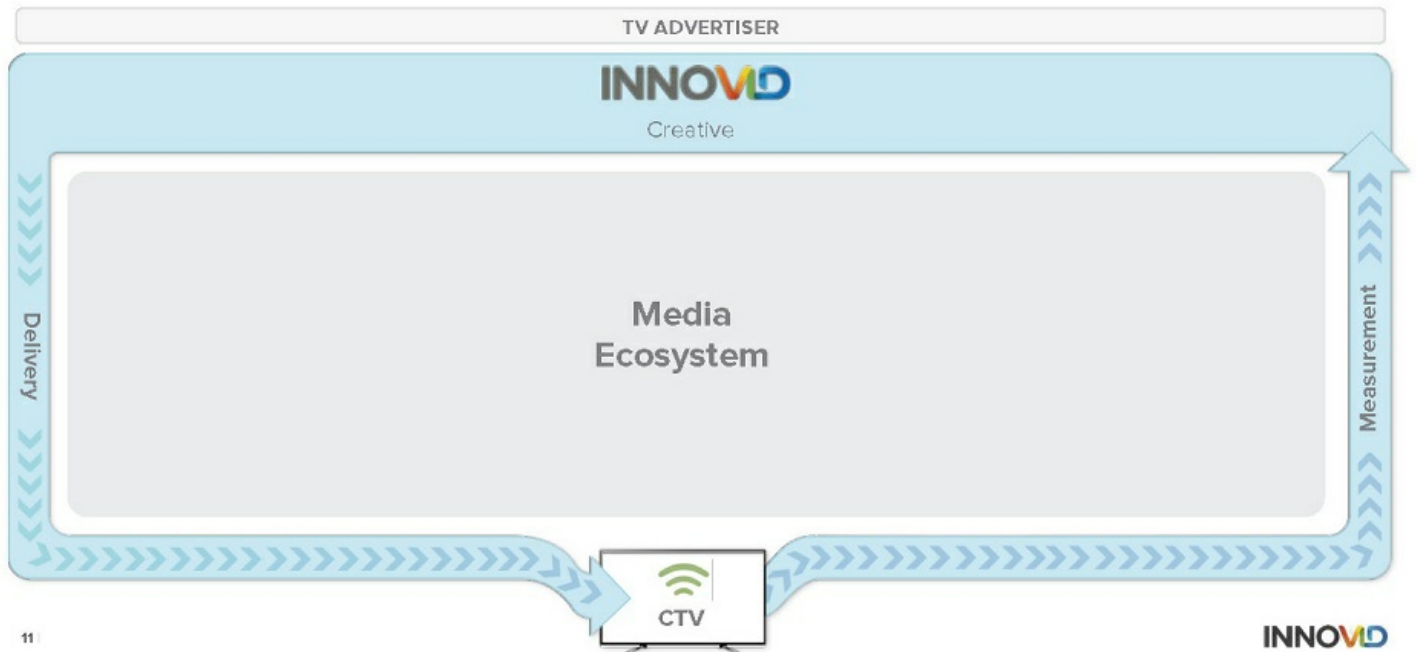 TV ADVERTISER
INNOVID
Creative
Delivery
Media
Ecosystem
Measurement
CTV
11
INNOVID